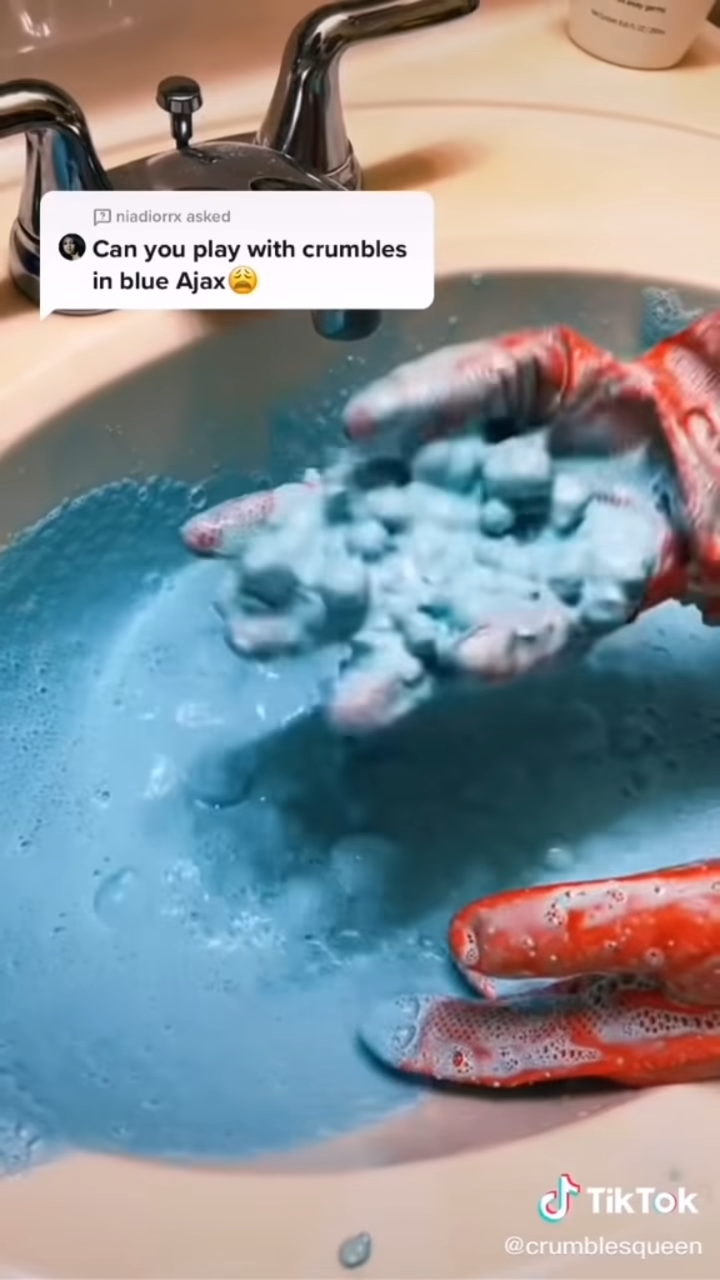 niadiorrx asked
Can you play with crumbles
in blue Ajax😩
TikTok
@crumblesqueen